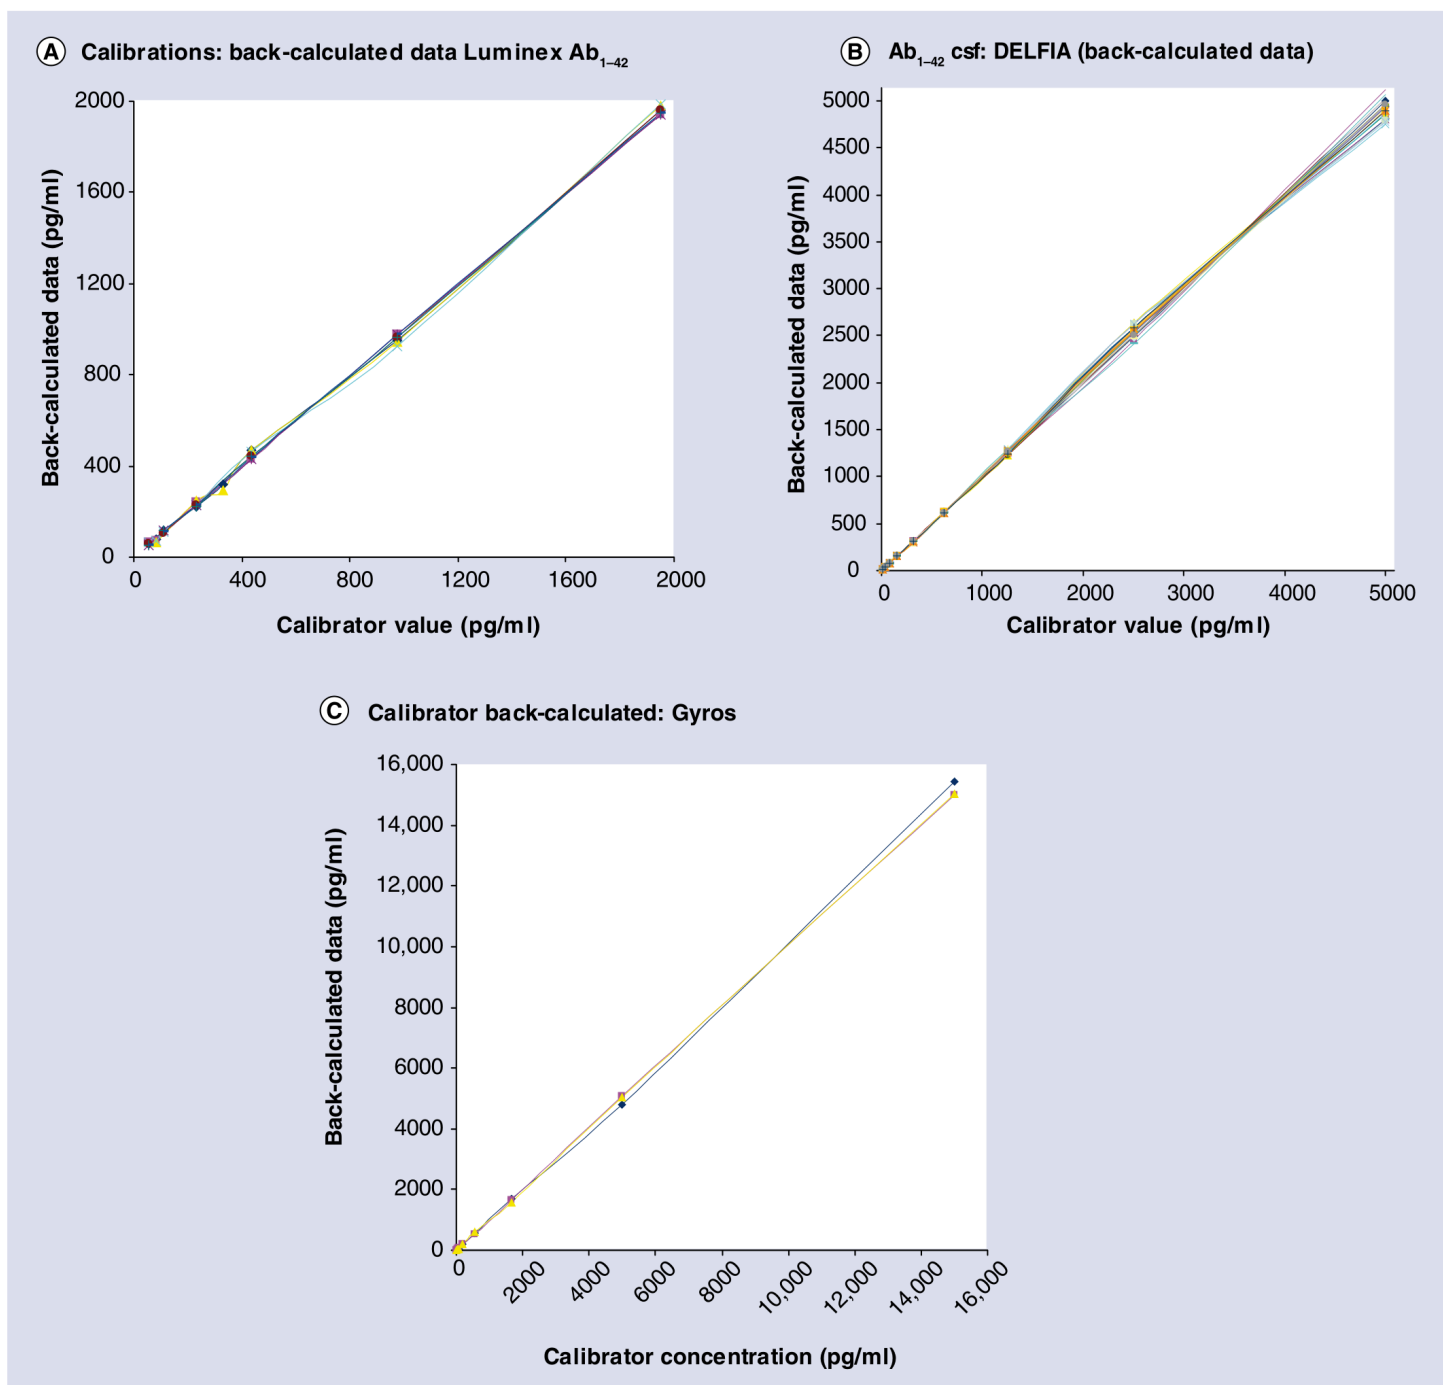 A Calibrations: back-calculated data Luminex Ab1–42
2000
1600
1200
800
400
0
Back-calculated data (pg/ml)
0 400 800 1200 1600 2000
Calibrator value (pg/ml)
B Ab1–42 csf: DELFIA (back-calculated data)
5000
4500
4000
3500
3000
2500
2000
1500
1000
500
0
Back-calculated data (pg/ml)
0 1000 2000 3000 4000 5000
Calibrator value (pg/ml)
C Calibrator back-calculated: Gyros
16,000
14,000
12,000
10,000
8000
6000
4000
2000
0
Back-calculated data (pg/ml)
0 2000 4000 6000 8000 10,000 12,000 14,000 16,000
Calibrator concentration (pg/ml)